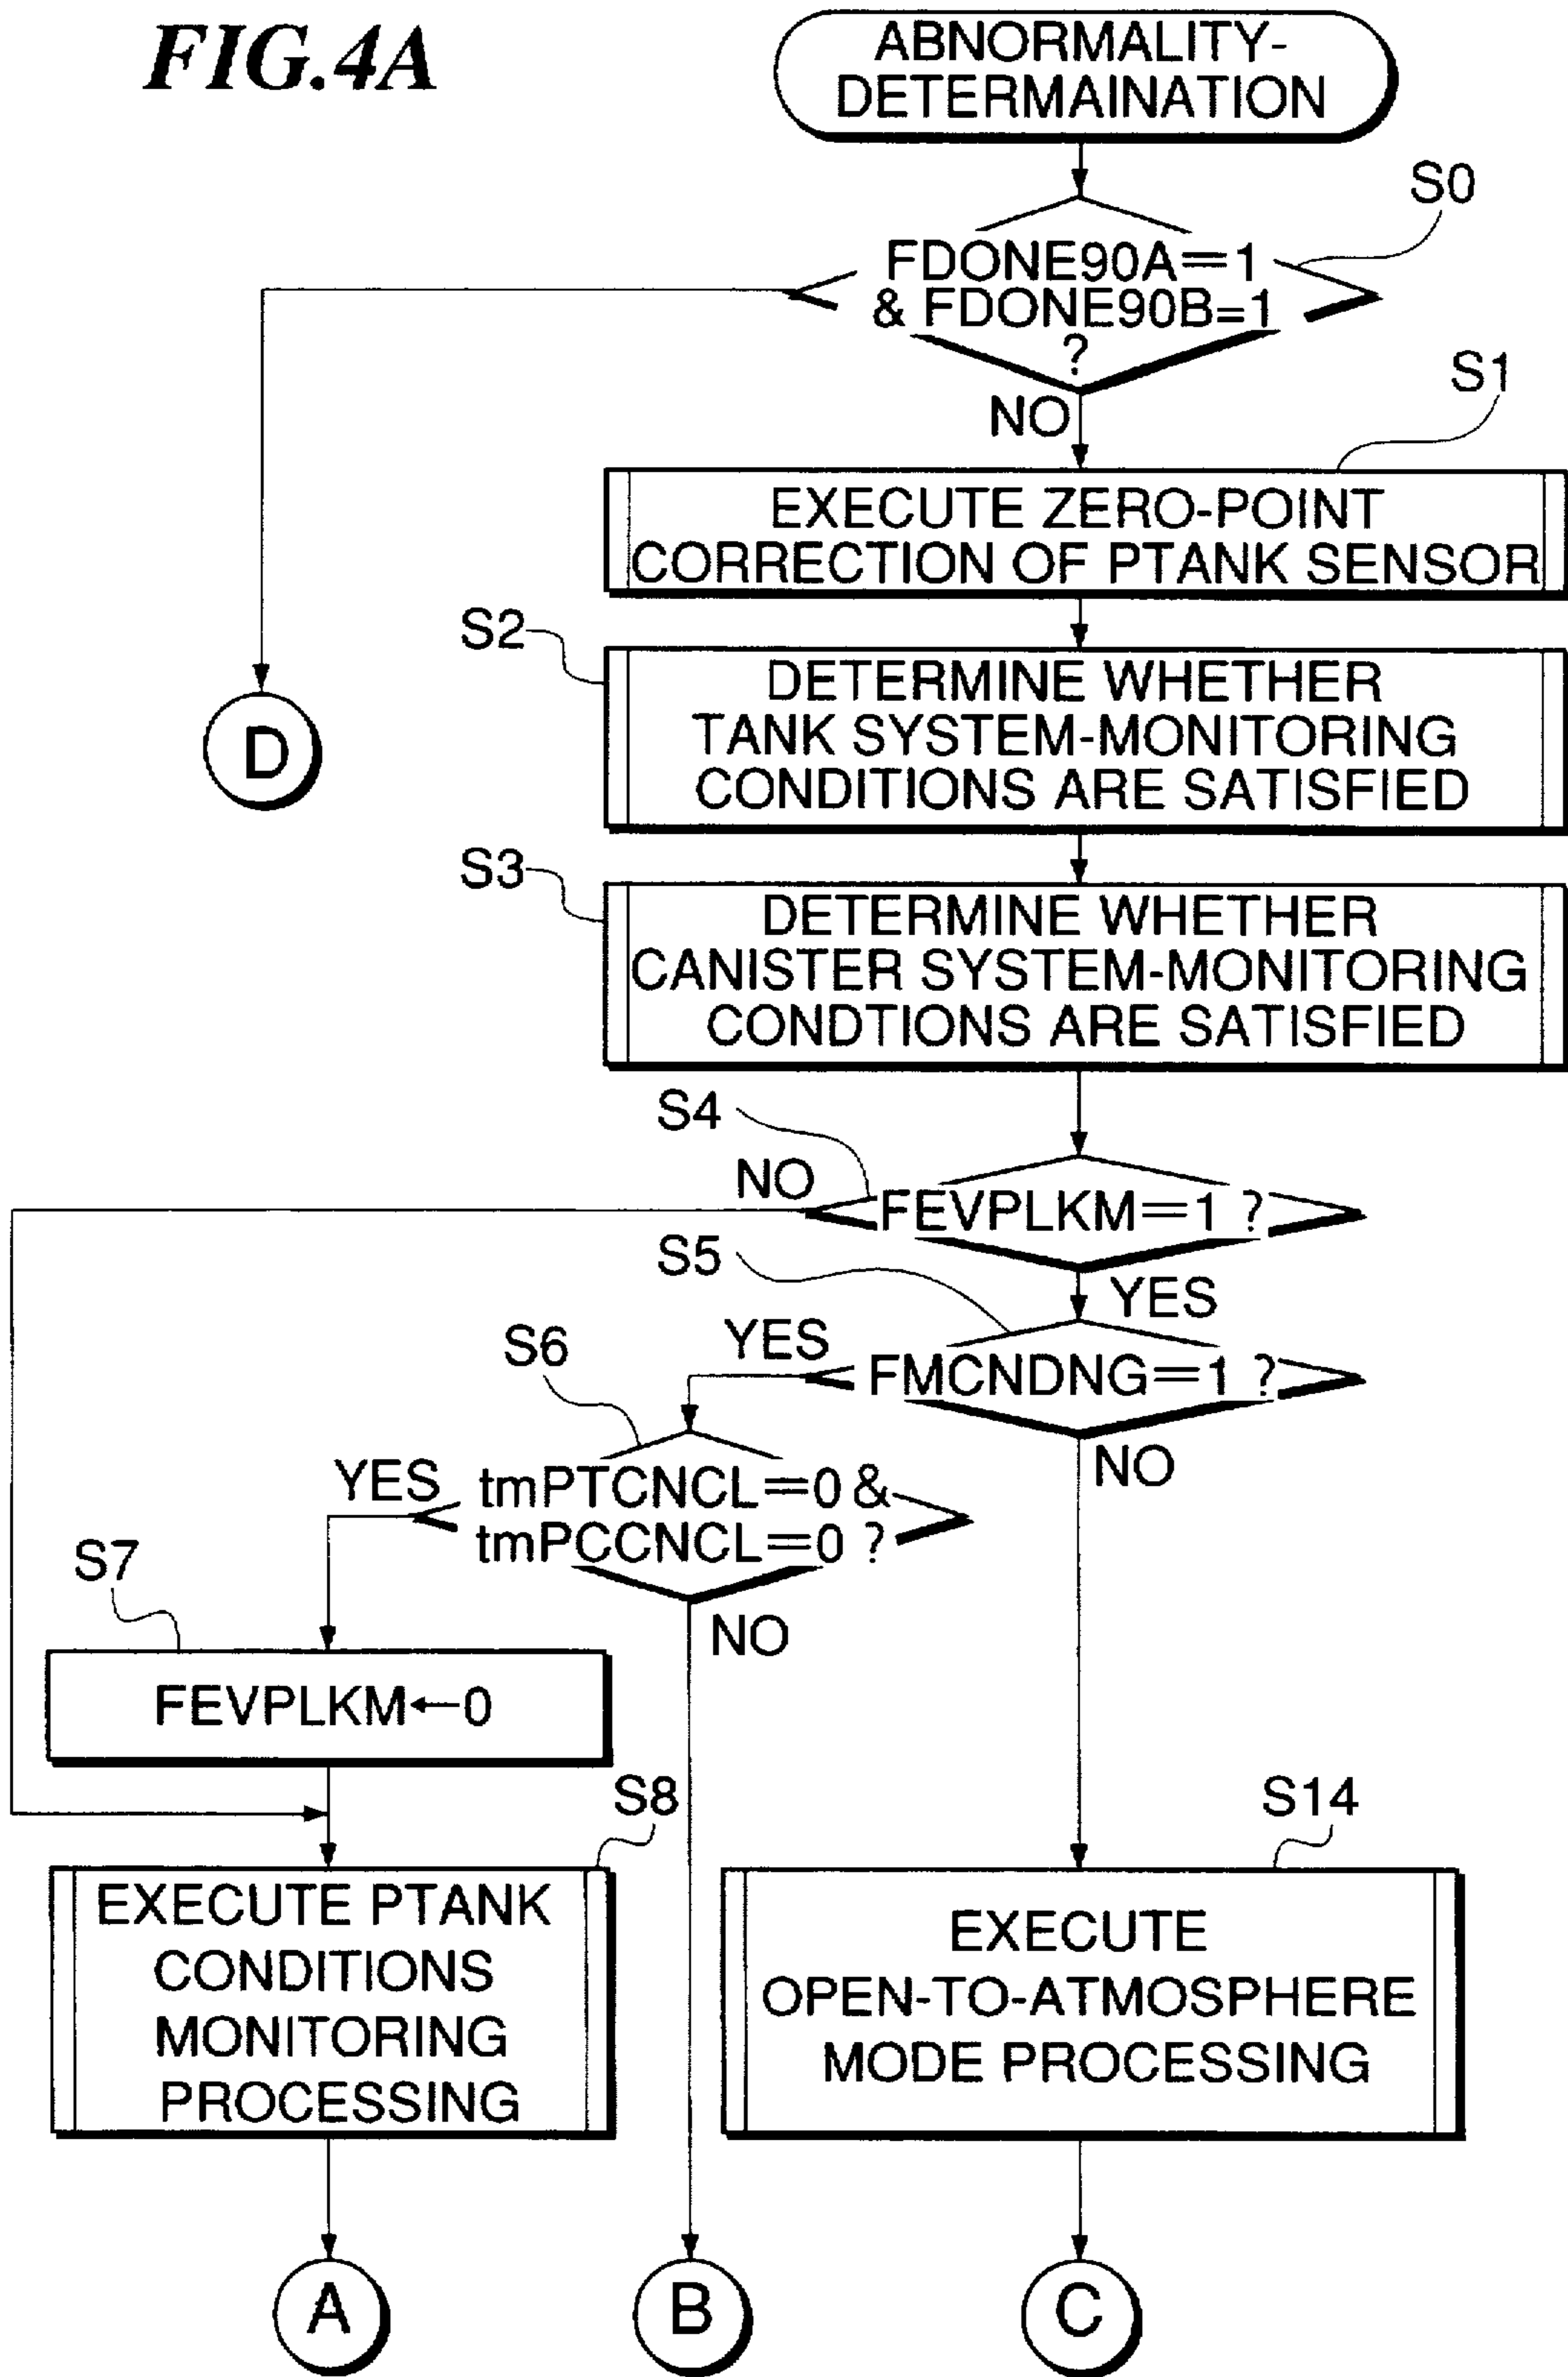 FIG.4A
ABNORMALITY-
DETERMAINATION
S0
FDONE90A=1
& FDONE90B=1
?
NO
S1
EXECUTE ZERO-POINT
CORRECTION OF PTANK SENSOR
S2
DETERMINE WHETHER
TANK SYSTEM-MONITORING
CONDITIONS ARE SATISFIED
D
S3
DETERMINE WHETHER
CANISTER SYSTEM-MONITORING
CONDTIONS ARE SATISFIED
S4
NO
FEVPLKM=1 ?
S5
YES
YES
FMCNDNG=1 ?
S6
NO
YES
tmPTCNCL=0 &
tmPCCNCL=0 ?
S7
NO
FEVPLKM←0
S8
S14
EXECUTE PTANK
CONDITIONS
MONITORING
PROCESSING
EXECUTE
OPEN-TO-ATMOSPHERE
MODE PROCESSING
A
B
C